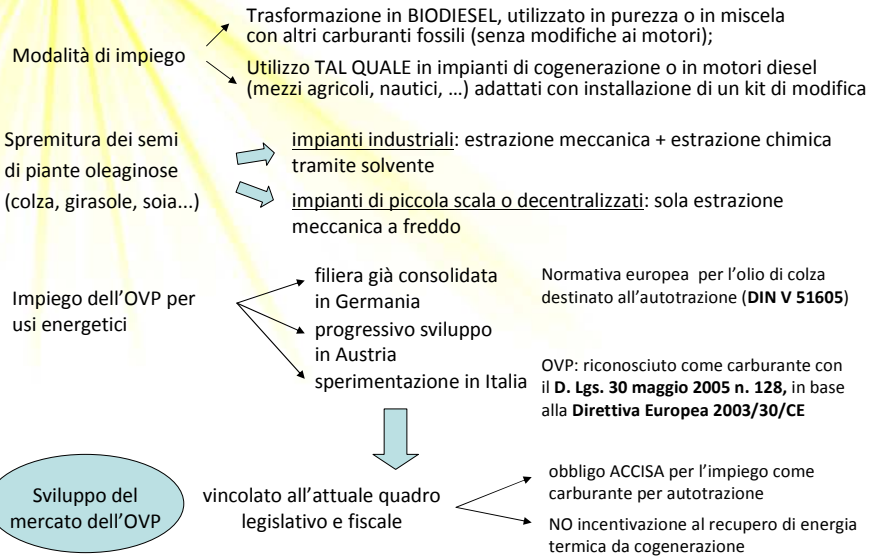 Modalità di impiego
Trasformazione in BIODIESEL, utilizzato in purezza o in miscela
con altri carburanti fossili (senza modifiche ai motori);
Utilizzo TAL QUALE in impianti di cogenerazione o in motori diesel
(mezzi agricoli, nautici, …) adattati con installazione di un kit di modifica
Spremitura dei semi
di piante oleaginose
(colza, girasole, soia...)
impianti industriali: estrazione meccanica + estrazione chimica
tramite solvente
impianti di piccola scala o decentralizzati: sola estrazione
meccanica a freddo
Impiego dell’OVP per
usi energetici
filiera già consolidata
in Germania
progressivo sviluppo
in Austria
sperimentazione in Italia
Normativa europea per l’olio di colza
destinato all’autotrazione (DIN V 51605)
OVP: riconosciuto come carburante con
il D. Lgs. 30 maggio 2005 n. 128, in base
alla Direttiva Europea 2003/30/CE
Sviluppo del
mercato dell’OVP
vincolato all’attuale quadro
legislativo e fiscale
obbligo ACCISA per l’impiego come
carburante per autotrazione
NO incentivazione al recupero di energia
termica da cogenerazione